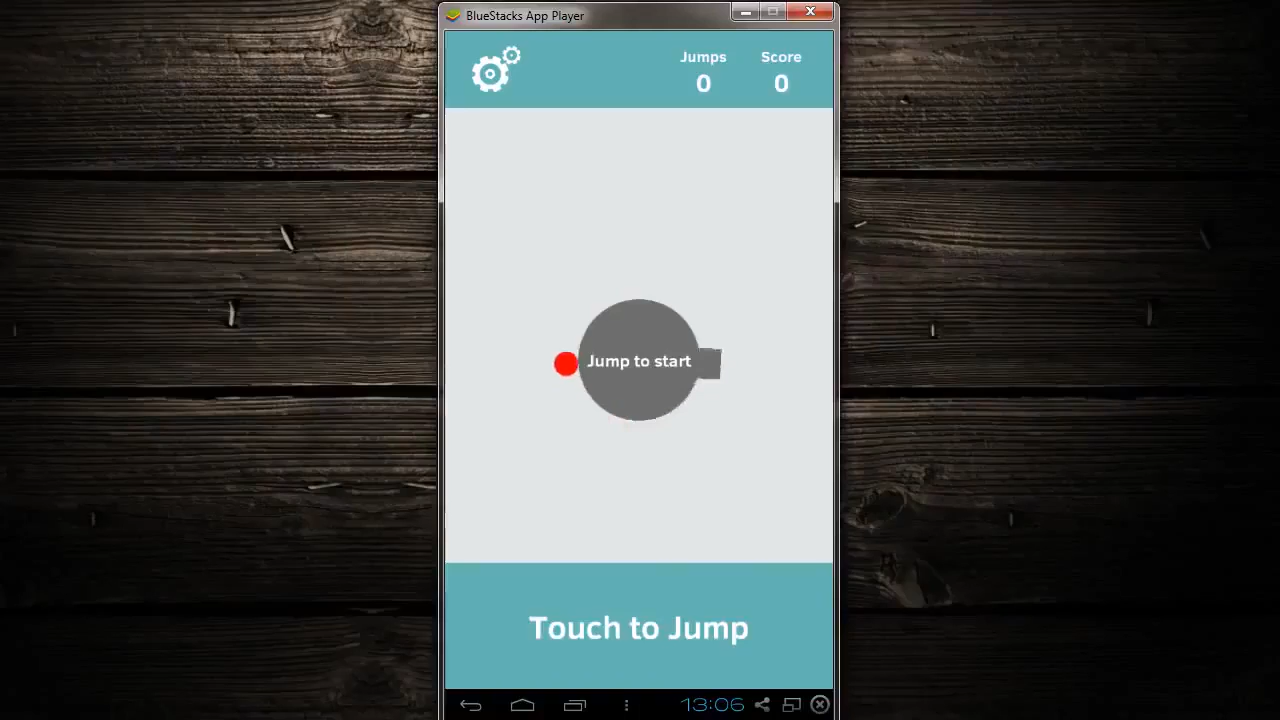 BlueStacks App Player
Jumps Score
0 0
Jump to start
Touch to Jump
13:06